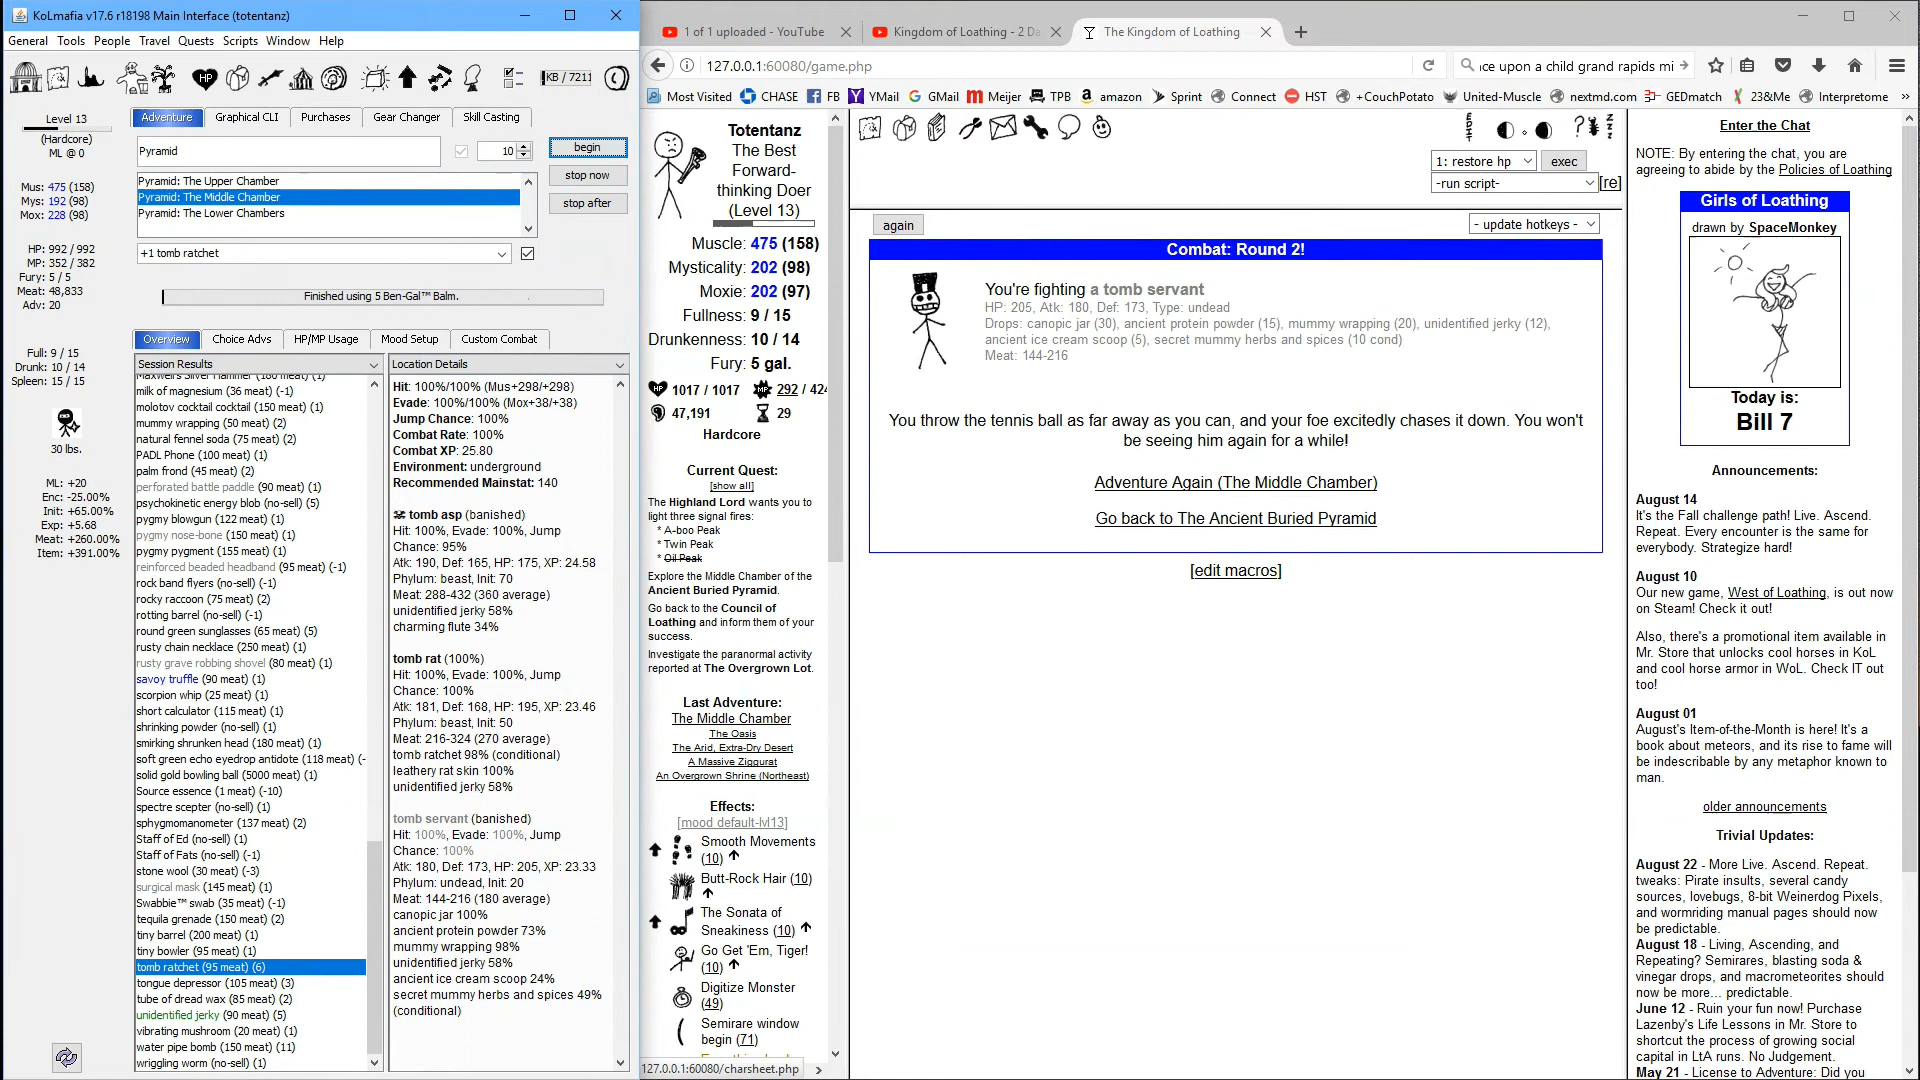 KoLmafia v17.6 r18198 Main Interface (totentanz)
General Tools People Travel Quests Scripts Window Help
KB / 7211
Level 13
(Hardcore)
ML @ 0
Mus: 475 (158)
Mys: 192 (98)
Mox: 228 (98)
HP: 992 / 992
MP: 352 / 382
Fury: 5 / 5
Meat: 48,833
Adv: 20
Full: 9 / 15
Drunk: 10 / 14
Spleen: 15 / 15
30 lbs.
ML: +20
Enc: -25.00%
Init: +65.00%
Exp: +5.68
Meat: +260.00%
Item: +391.00%
Adventure Graphical CLI Purchases Gear Changer Skill Casting
Pyramid
10
begin
stop now
stop after
Pyramid: The Upper Chamber
Pyramid: The Middle Chamber
Pyramid: The Lower Chambers
+1 tomb ratchet
Finished using 5 Ben-Gal™ Balm.
Overview Choice Advs HP/MP Usage Mood Setup Custom Combat
Session Results
Maxwell's Silver Hammer (180 meat) (1)
milk of magnesium (36 meat) (-1)
molotov cocktail cocktail (150 meat) (1)
mummy wrapping (50 meat) (2)
natural fennel soda (75 meat) (2)
PADL Phone (100 meat) (1)
palm frond (45 meat) (2)
perforated battle paddle (90 meat) (1)
psychokinetic energy blob (no-sell) (5)
pygmy blowgun (122 meat) (1)
pygmy nose-bone (150 meat) (1)
pygmy pygment (155 meat) (1)
reinforced beaded headband (95 meat) (-1)
rock band flyers (no-sell) (-1)
rocky raccoon (75 meat) (2)
rotting barrel (no-sell) (-1)
round green sunglasses (65 meat) (5)
rusty chain necklace (250 meat) (1)
rusty grave robbing shovel (80 meat) (1)
savoy truffle (90 meat) (1)
scorpion whip (25 meat) (1)
short calculator (115 meat) (1)
shrinking powder (no-sell) (1)
smirking shrunken head (180 meat) (1)
soft green echo eyedrop antidote (118 meat) (-
solid gold bowling ball (5000 meat) (1)
Source essence (1 meat) (-10)
spectre scepter (no-sell) (1)
sphygmomanometer (137 meat) (2)
Staff of Ed (no-sell) (1)
Staff of Fats (no-sell) (-1)
stone wool (30 meat) (-3)
surgical mask (145 meat) (1)
Swabbie™ swab (35 meat) (-1)
tequila grenade (150 meat) (2)
tiny barrel (200 meat) (1)
tiny bowler (95 meat) (1)
tomb ratchet (95 meat) (6)
tongue depressor (105 meat) (3)
tube of dread wax (85 meat) (2)
unidentified jerky (90 meat) (5)
vibrating mushroom (20 meat) (1)
water pipe bomb (150 meat) (11)
wriggling worm (no-sell) (1)
Location Details
Hit: 100%/100% (Mus+298/+298)
Evade: 100%/100% (Mox+38/+38)
Jump Chance: 100%
Combat Rate: 100%
Combat XP: 25.80
Environment: underground
Recommended Mainstat: 140
tomb asp (banished)
Hit: 100%, Evade: 100%, Jump
Chance: 95%
Atk: 190, Def: 165, HP: 175, XP: 24.58
Phylum: beast, Init: 70
Meat: 288-432 (360 average)
unidentified jerky 58%
charming flute 34%
tomb rat (100%)
Hit: 100%, Evade: 100%, Jump
Chance: 100%
Atk: 181, Def: 168, HP: 195, XP: 23.46
Phylum: beast, Init: 50
Meat: 216-324 (270 average)
tomb ratchet 98% (conditional)
leathery rat skin 100%
unidentified jerky 58%
tomb servant (banished)
Hit: 100%, Evade: 100%, Jump
Chance: 100%
Atk: 180, Def: 173, HP: 205, XP: 23.33
Phylum: undead, Init: 20
Meat: 144-216 (180 average)
canopic jar 100%
ancient protein powder 73%
mummy wrapping 98%
unidentified jerky 58%
ancient ice cream scoop 24%
secret mummy herbs and spices 49%
(conditional)
1 of 1 uploaded - YouTube
Kingdom of Loathing - 2 Da
The Kingdom of Loathing
127.0.0.1:60080/game.php
ice upon a child grand rapids mi
Most Visited CHASE FB YMail GMail Meijer TPB amazon Sprint Connect HST +CouchPotato United-Muscle nextmd.com GEDmatch 23&Me Interpretome
Totentanz
The Best
Forward-
thinking Doer
(Level 13)
Muscle: 475 (158)
Mysticality: 202 (98)
Moxie: 202 (97)
Fullness: 9 / 15
Drunkenness: 10 / 14
Fury: 5 gal.
HP 1017 / 1017 MP 292 / 424
47,191 29
Hardcore
Current Quest:
[show all]
The Highland Lord wants you to
light three signal fires:
* A-boo Peak
* Twin Peak
* Oil Peak
Explore the Middle Chamber of the
Ancient Buried Pyramid.
Go back to the Council of
Loathing and inform them of your
success.
Investigate the paranormal activity
reported at The Overgrown Lot.
Last Adventure:
The Middle Chamber
The Oasis
The Arid, Extra-Dry Desert
A Massive Ziggurat
An Overgrown Shrine (Northeast)
Effects:
[mood default-lvl13]
Smooth Movements
(10)
Butt-Rock Hair (10)
The Sonata of
Sneakiness (10)
Go Get 'Em, Tiger!
(10)
Digitize Monster
(49)
Semirare window
begin (71)
127.0.0.1:60080/charsheet.php
EDIT
ZZZ
1: restore hp
exec
-run script-
[re]
again
- update hotkeys -
Combat: Round 2!
You're fighting a tomb servant
HP: 205, Atk: 180, Def: 173, Type: undead
Drops: canopic jar (30), ancient protein powder (15), mummy wrapping (20), unidentified jerky (12),
ancient ice cream scoop (5), secret mummy herbs and spices (10 cond)
Meat: 144-216
You throw the tennis ball as far away as you can, and your foe excitedly chases it down. You won't
be seeing him again for a while!
Adventure Again (The Middle Chamber)
Go back to The Ancient Buried Pyramid
[edit macros]
Enter the Chat
NOTE: By entering the chat, you are
agreeing to abide by the Policies of Loathing
Girls of Loathing
drawn by SpaceMonkey
Today is:
Bill 7
Announcements:
August 14
It's the Fall challenge path! Live. Ascend.
Repeat. Every encounter is the same for
everybody. Strategize hard!
August 10
Our new game, West of Loathing, is out now
on Steam! Check it out!
Also, there's a promotional item available in
Mr. Store that unlocks cool horses in KoL
and cool horse armor in WoL. Check IT out
too!
August 01
August's Item-of-the-Month is here! It's a
book about meteors, and its rise to fame will
be indescribable by any metaphor known to
man.
older announcements
Trivial Updates:
August 22 - More Live. Ascend. Repeat.
tweaks: Pirate insults, several candy
sources, lovebugs, 8-bit Weinerdog Pixels,
and wormriding manual pages should now
be predictable.
August 18 - Living, Ascending, and
Repeating? Semirares, blasting soda &
vinegar drops, and macrometeorites should
now be more... predictable.
June 12 - Ruin your fun now! Purchase
Lazenby's Life Lessons in Mr. Store to
shortcut the process of growing social
capital in LtA runs. No Judgement.
May 21 - License to Adventure: Did you